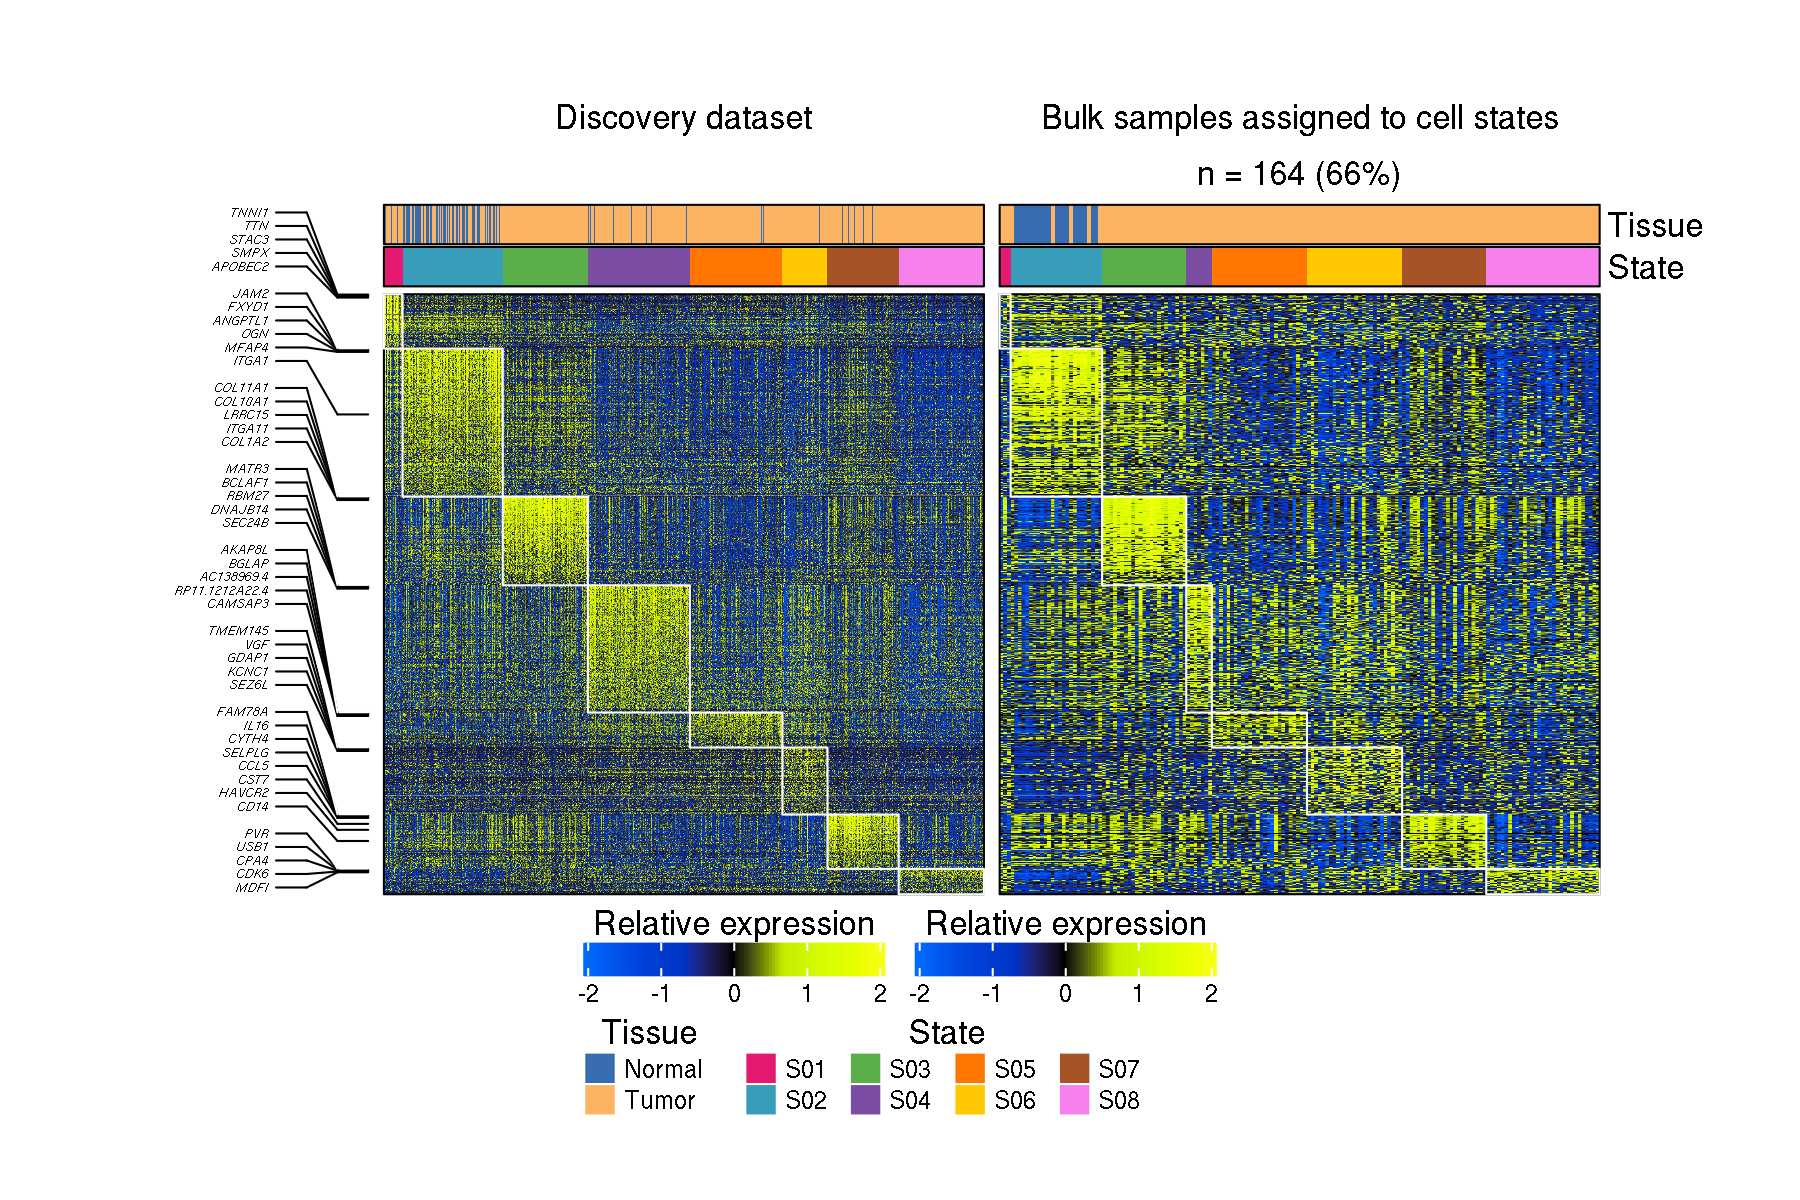 Discovery dataset
Bulk samples assigned to cell states
n = 164 (66%)
Tissue
State
TNNI1
TTN
STAC3
SMPX
APOBEC2
JAM2
FXYD1
ANGPTL1
OGN
MFAP4
ITGA1
COL11A1
COL10A1
LRRC15
ITGA11
COL1A2
MATR3
BCLAF1
RBM27
DNAJB14
SEC24B
AKAP8L
BGLAP
AC138969.4
RP11.1212A22.4
CAMSAP3
TMEM145
VGF
GDAP1
KCNC1
SEZ6L
FAM78A
IL16
CYTH4
SELPLG
CCL5
CST7
HAVCR2
CD14
PVR
USB1
CPA4
CDK6
MDFI
Relative expression
-2 -1 0 1 2
Relative expression
-2 -1 0 1 2
Tissue
Normal
Tumor
State
S01 S03 S05 S07
S02 S04 S06 S08